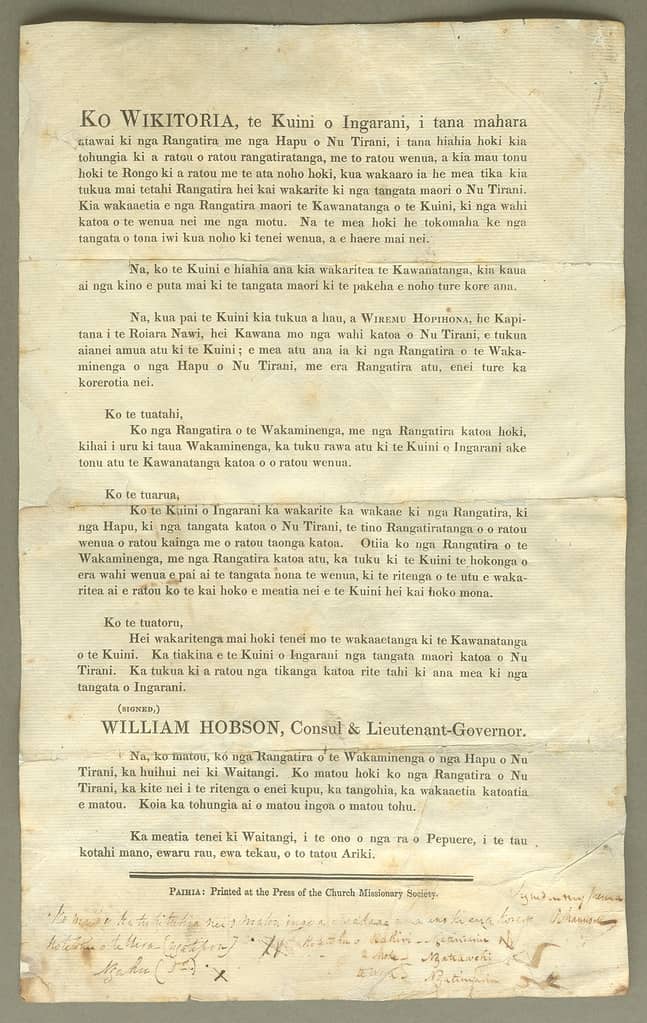 KO WIKITORIA, te Kuini o Ingarani, i tana mahara
atawai ki nga Rangatira me nga Hapu o Nu Tirani, i tana hiahia hoki kia
tohungia ki a ratou o ratou rangatiratanga, me to ratou wenua, a kia mau tonu
hoki te Rongo ki a ratou me te ata noho hoki, kua wakaaro ia he mea tika kia
tukua mai tetahi Rangatira hei kai wakarite ki nga tangata maori o Nu Tirani.
Kia wakaaetia e nga Rangatira maori te Kawanatanga o te Kuini, ki nga wahi
katoa o te wenua nei me nga motu. Na te mea hoki he tokomaha ke nga
tangata o tona iwi kua noho ki tenei wenua, a e haere mai nei.
Na, ko te Kuini e hiahia ana kia wakaritea te Kawanatanga, kia kaua
ai nga kino e puta mai ki te tangata maori ki te pakeha e noho ture kore ana.
Na, kua pai te Kuini kia tukua a hau, a WIREMU HOPIHONA, he Kapi-
tana i te Roiara Nawi, hei Kawana mo nga wahi katoa o Nu Tirani, e tukua
aianei amua atu ki te Kuini; e mea atu ana ia ki nga Rangatira o te Waka-
minenga o nga Hapu o Nu Tirani, me era Rangatira atu, enei ture ka
korerotia nei.
Ko te tuatahi,
Ko nga Rangatira o te Wakaminenga, me nga Rangatira katoa hoki,
kihai i uru ki taua Wakaminenga, ka tuku rawa atu ki te Kuini o Ingarani ake
tonu atu te Kawanatanga katoa o o ratou wenua.
Ko te tuarua,
Ko te Kuini o Ingarani ka wakarite ka wakaae ki nga Rangatira, ki
nga Hapu, ki nga tangata katoa o Nu Tirani, te tino Rangatiratanga o o ratou
wenua o ratou kainga me o ratou taonga katoa. Otiia ko nga Rangatira o te
Wakaminenga, me nga Rangatira katoa atu, ka tuku ki te Kuini te hokonga o
era wahi wenua e pai ai te tangata nona te wenua, ki te ritenga o te utu e waka-
ritea ai e ratou ko te kai hoko e meatia nei e te Kuini hei kai hoko mona.
Ko te tuatoru,
Hei wakaritenga mai hoki tenei mo te wakaaetanga ki te Kawanatanga
o te Kuini. Ka tiakina e te Kuini o Ingarani nga tangata maori katoa o Nu
Tirani. Ka tukua ki a ratou nga tikanga katoa rite tahi ki ana mea ki nga
tangata o Ingarani.
(SIGNED,)
WILLIAM HOBSON, Consul & Lieutenant-Governor.
Na, ko matou, ko nga Rangatira o te Wakaminenga o nga Hapu o Nu
Tirani, ka huihui nei ki Waitangi. Ko matou hoki ko nga Rangatira o Nu
Tirani, ka kite nei i te ritenga o enei kupu, ka tangohia, ka wakaaetia katoatia
e matou. Koia ka tohungia ai o matou ingoa o matou tohu.
Ka meatia tenei ki Waitangi, i te ono o nga ra o Pepuere, i te tau
kotahi mano, ewaru rau, ewa tekau, o to tatou Ariki.
PAIHIA: Printed at the Press of the Church Missionary Society.